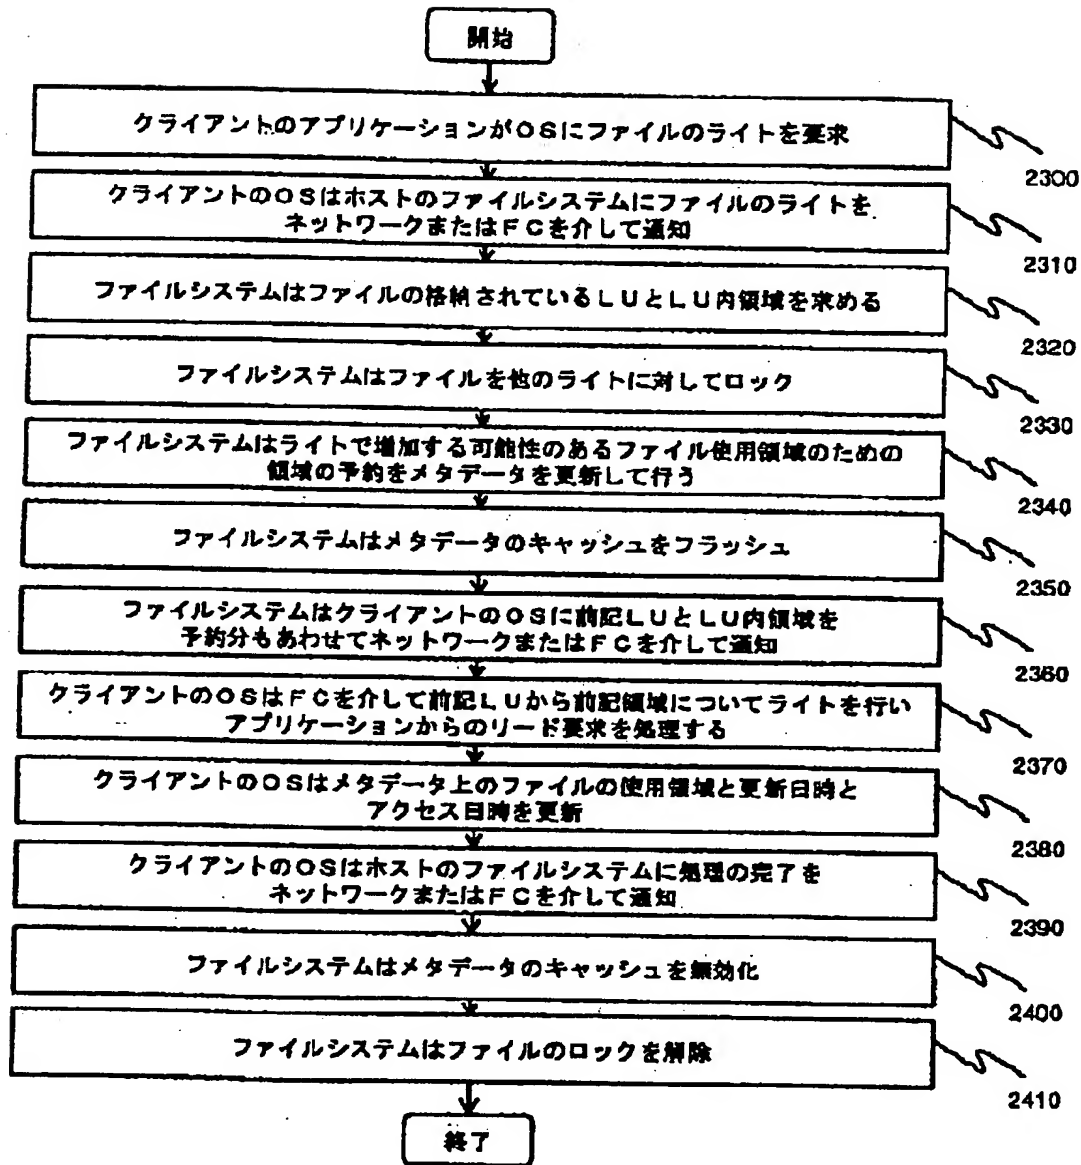 開始
クライアントのアプリケーションがOSにファイルのライトを要求
2300
クライアントのOSはホストのファイルシステムにファイルのライトを
ネットワークまたはFCを介して通知
2310
ファイルシステムはファイルの格納されているLUとLU内領域を求める
2320
ファイルシステムはファイルを他のライトに対してロック
2330
ファイルシステムはライトで増加する可能性のあるファイル使用領域のための
領域の予約をメタデータを更新して行う
2340
ファイルシステムはメタデータのキャッシュをフラッシュ
2350
ファイルシステムはクライアントのOSに前記LUとLU内領域を
予約分もあわせてネットワークまたはFCを介して通知
2360
クライアントのOSはFCを介して前記LUから前記領域についてライトを行い
アプリケーションからのリード要求を処理する
2370
クライアントのOSはメタデータ上のファイルの使用領域と更新日時と
アクセス日時を更新
2380
クライアントのOSはホストのファイルシステムに処理の完了を
ネットワークまたはFCを介して通知
2390
ファイルシステムはメタデータのキャッシュを無効化
2400
ファイルシステムはファイルのロックを解除
2410
終了